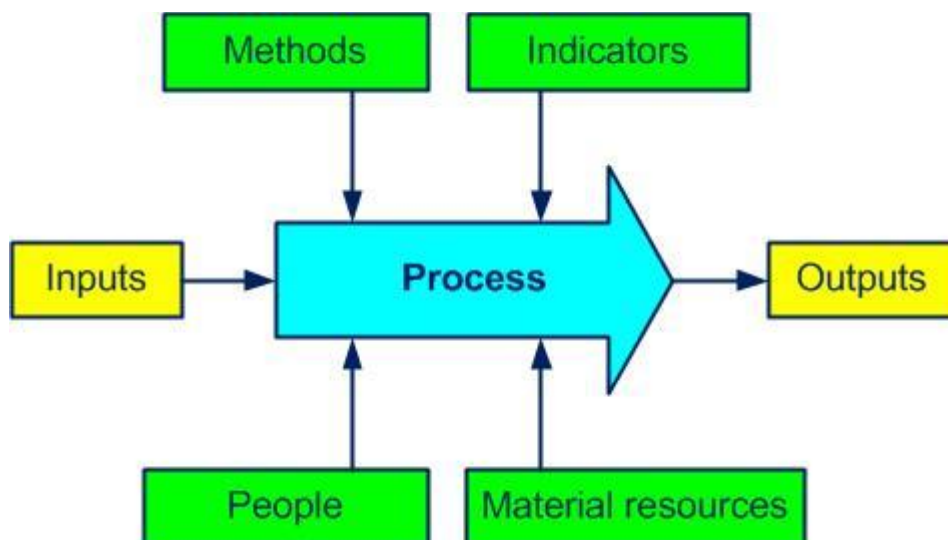 Methods
Indicators
Inputs
Process
Outputs
People
Material resources